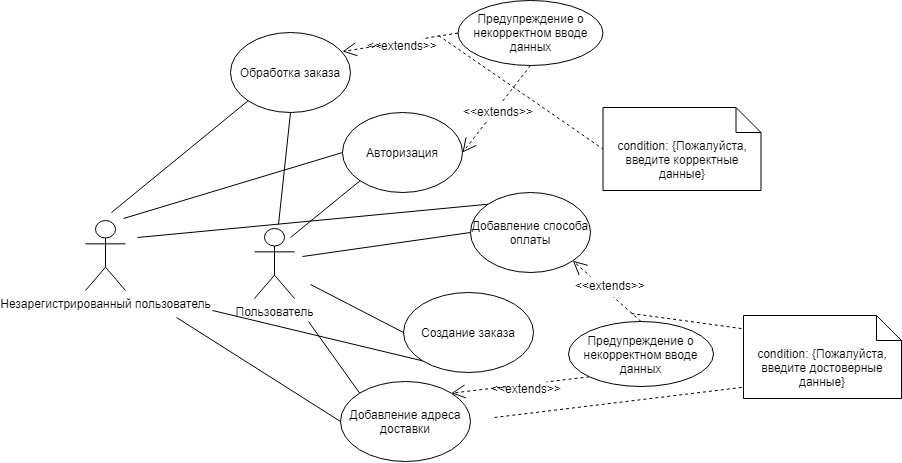 Предупреждение о
некорректном вводе
данных
<<extends>>
Обработка заказа
<<extends>>
condition: {Пожалуйста,
введите корректные
данные}
Авторизация
Добавление способа
оплаты
<<extends>>
Незарегистрированный пользователь
Пользователь
Создание заказа
Предупреждение о
некорректном вводе
данных
condition: {Пожалуйста,
введите достоверные
данные}
<<extends>>
Добавление адреса
доставки